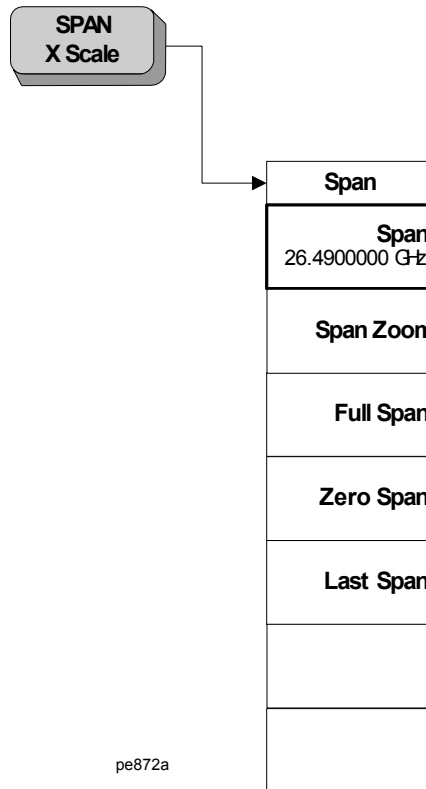 SPAN
X Scale
Span
Span
26.4900000 GHz
Span Zoom
Full Span
Zero Span
Last Span
pe872a